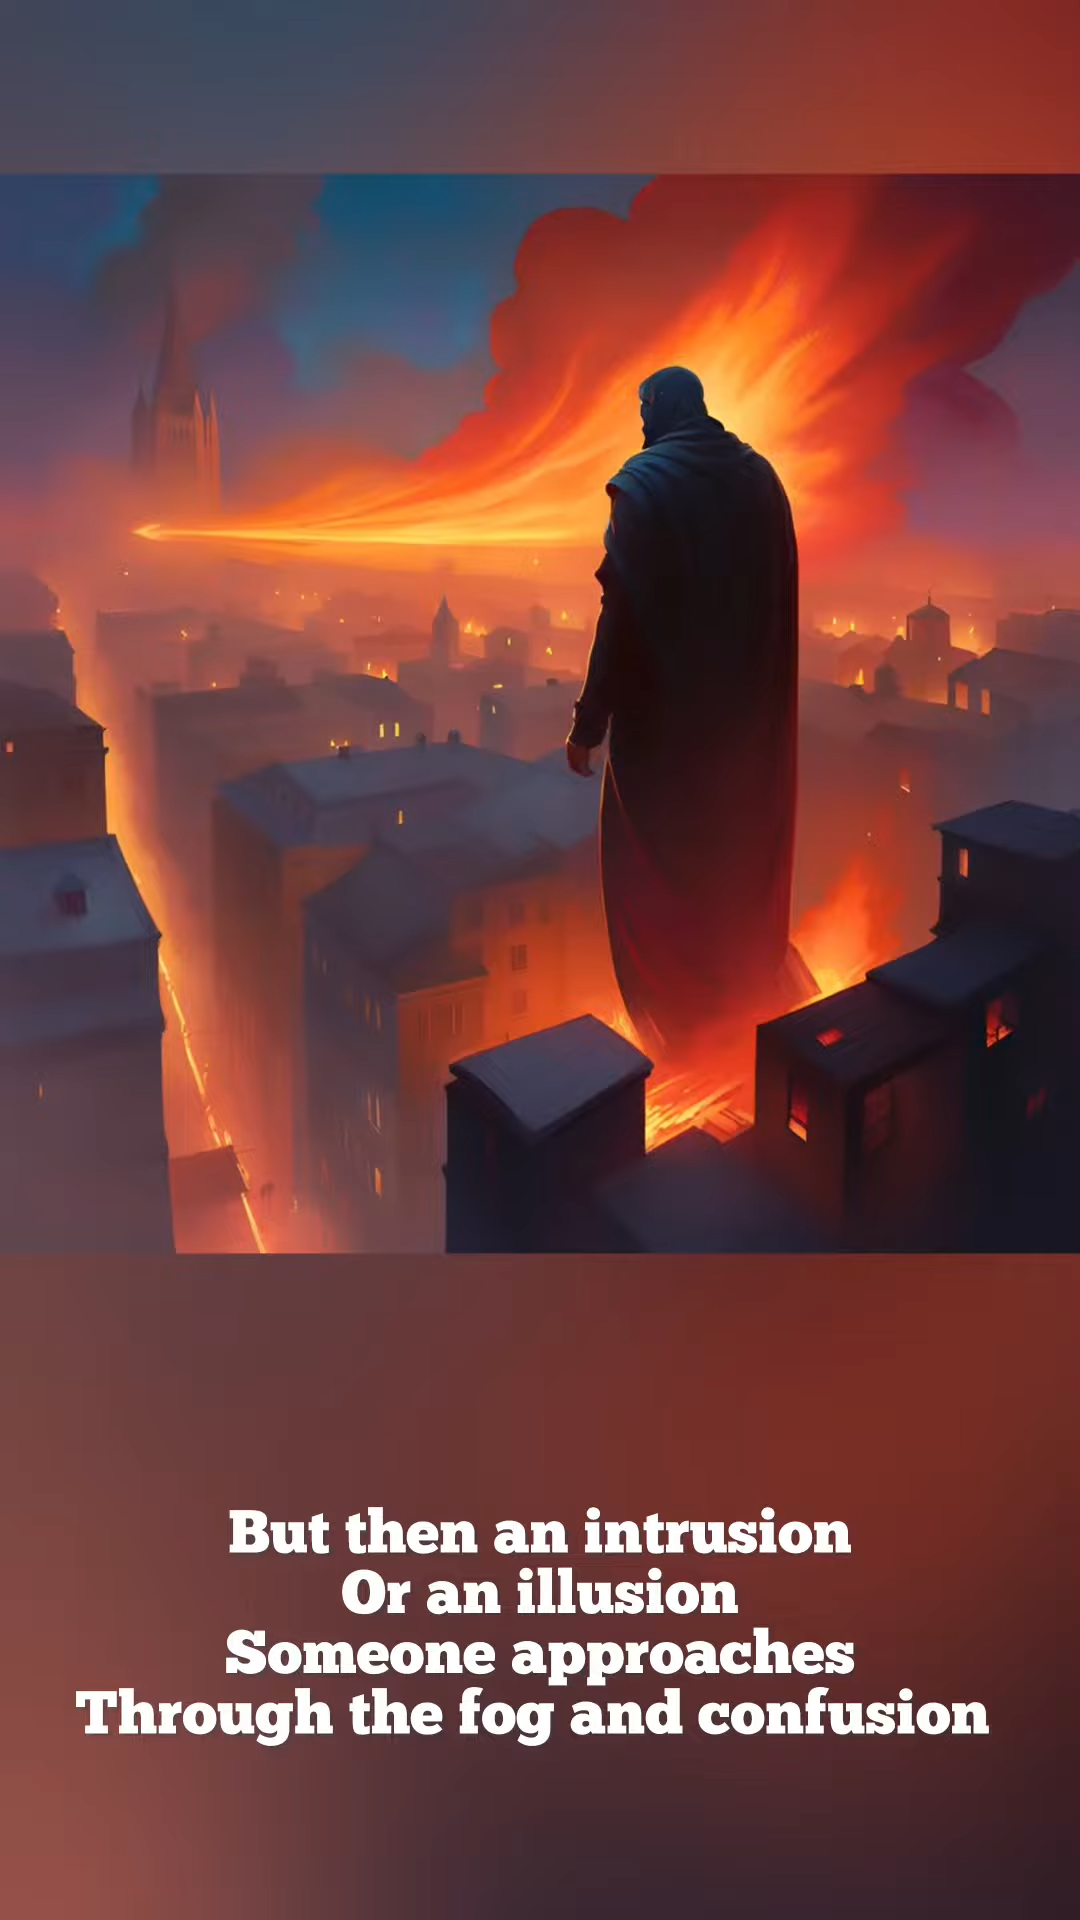 But then an intrusion
Or an illusion
Someone approaches
Through the fog and confusion